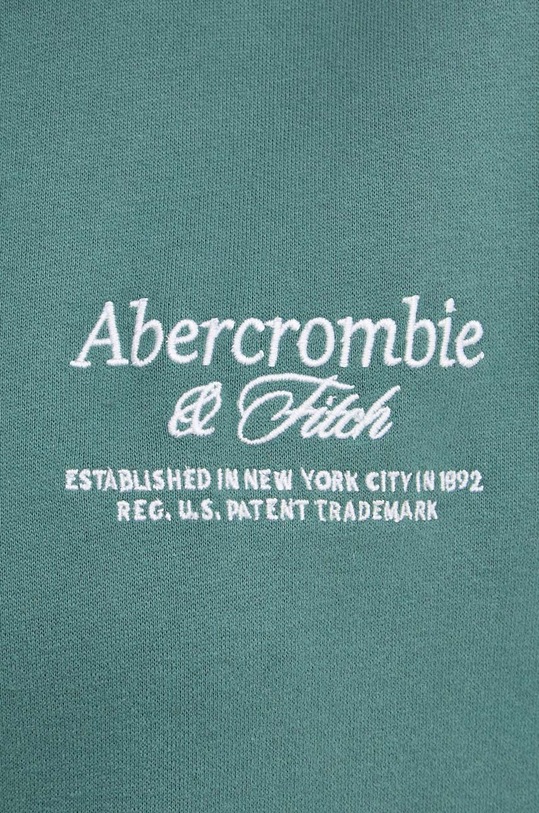 Abercrombie
& Fitch
ESTABLISHED IN NEW YORK CITY IN 1892
REG. U.S. PATENT TRADEMARK